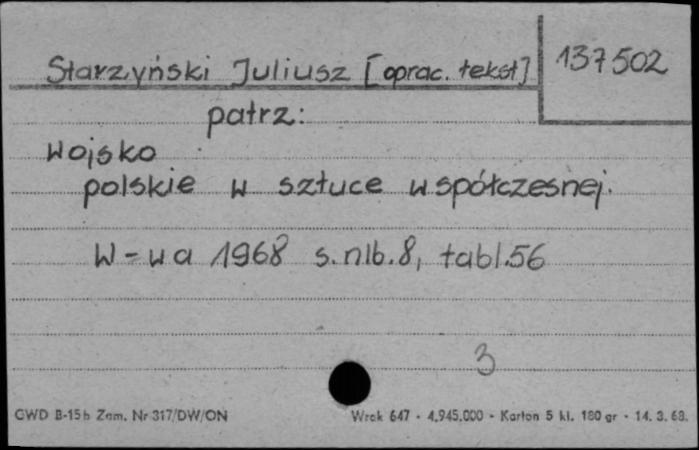 Starzyński Juliusz [oprac. tekst]
137502
patrz:
Wojsko
polskie w sztuce współczesnej.
W-wa 1968 s.nlb.8, tabl.56
3
CWD B-15b Zam. Nr 317/DW/ON
Wrak 647 - 4.945.000 - Karton 5 kl. 180 gr - 14. 3. 68.